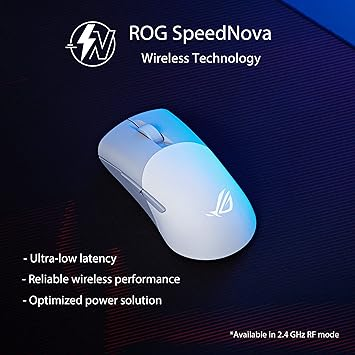 ROG SpeedNova
Wireless Technology
- Ultra-low latency
- Reliable wireless performance
- Optimized power solution
*Available in 2.4 GHz RF mode